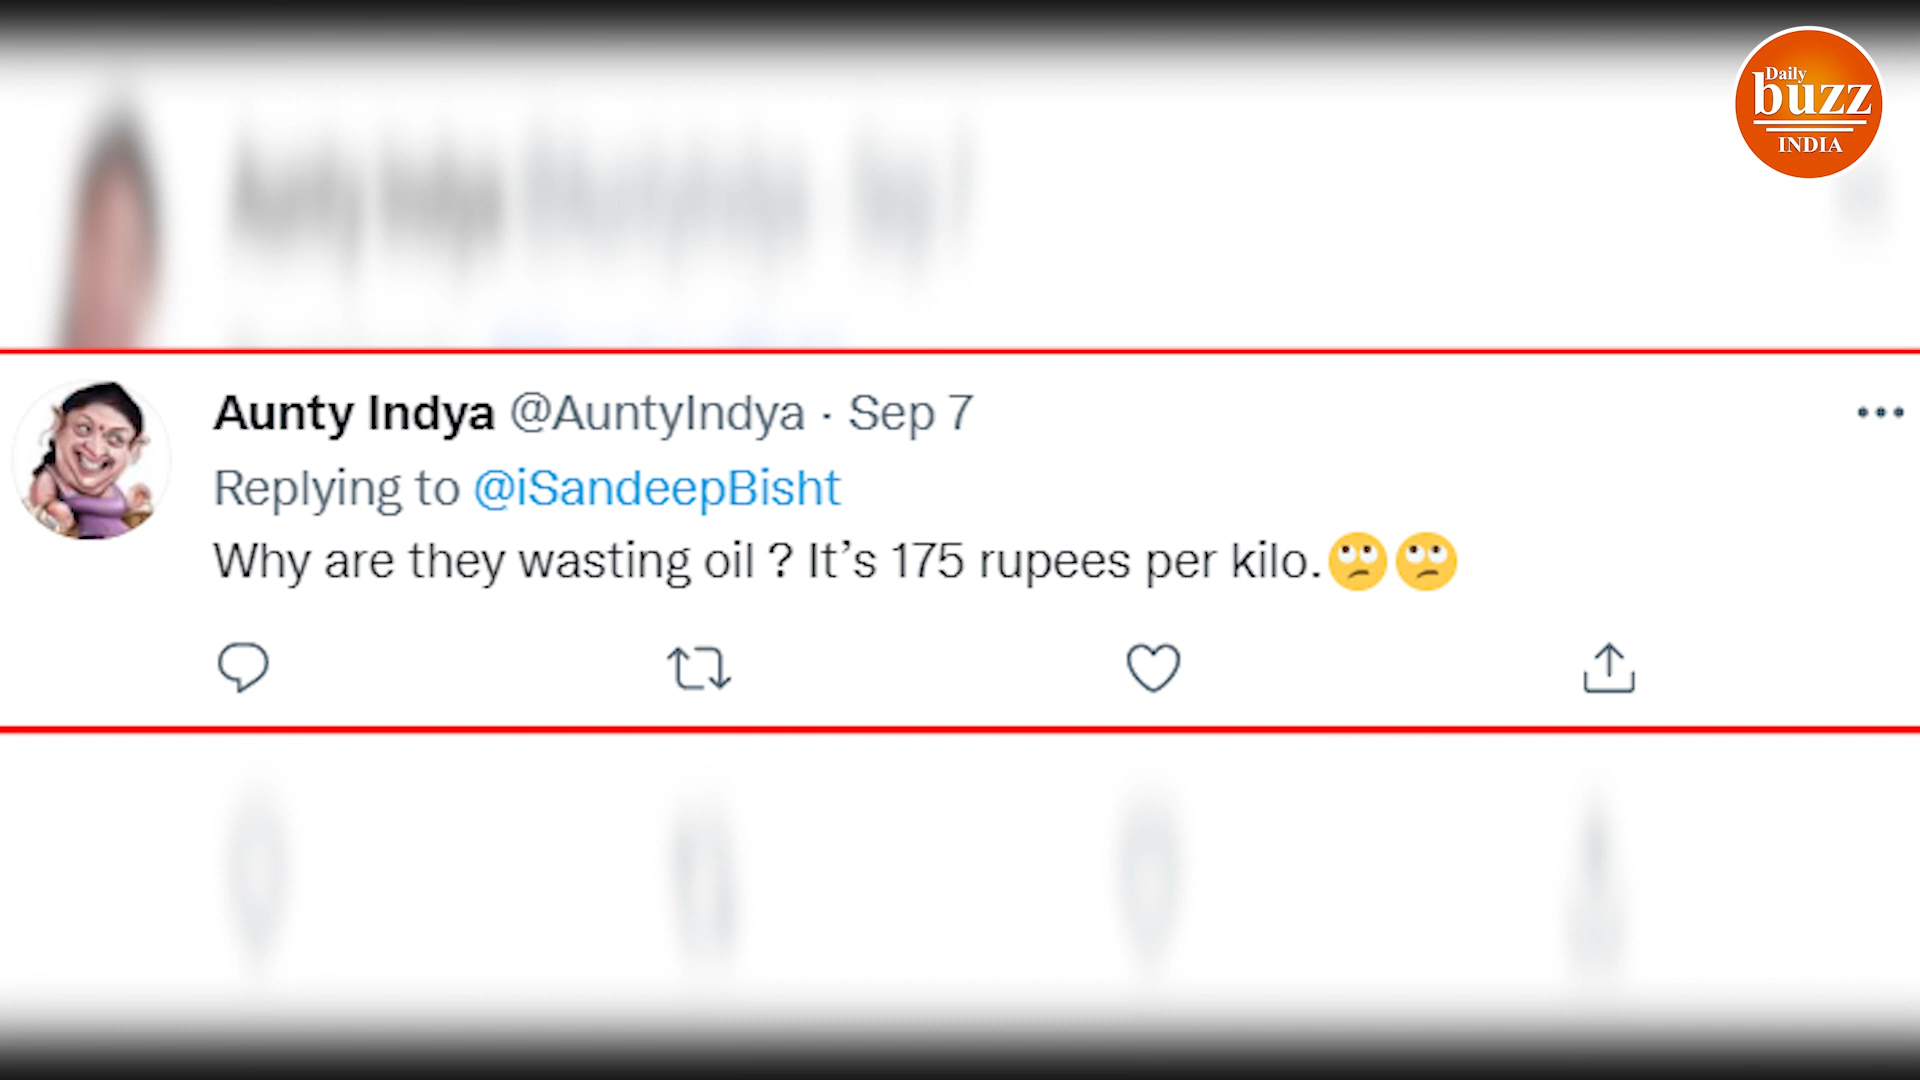 Daily
buzz
INDIA
Aunty Indya @AuntyIndya · Sep 7
Replying to @iSandeepBisht
Why are they wasting oil ? It’s 175 rupees per kilo.🙄🙄